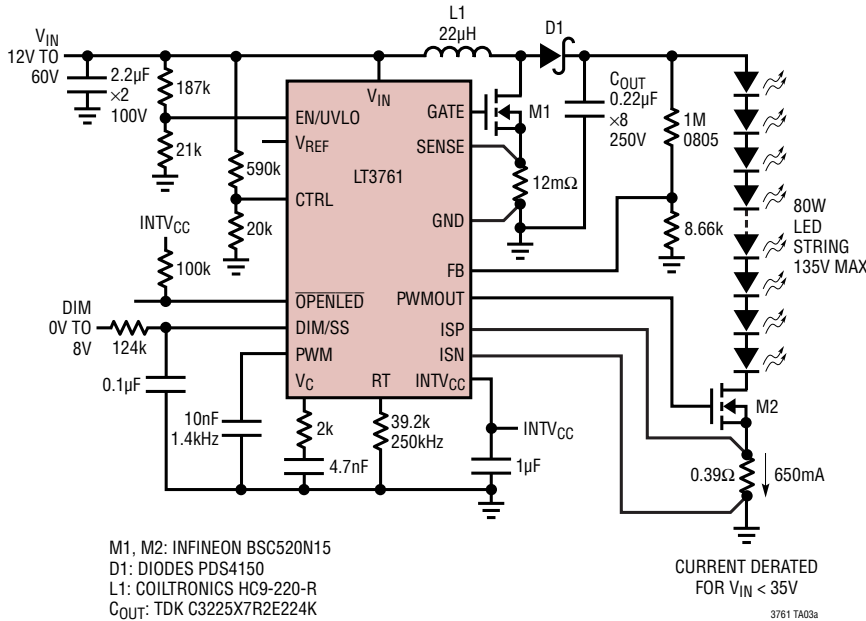 L1
22µH
D1
VIN
12V TO
60V
2.2µF
×2
100V
187k
21k
590k
20k
EN/UVLO
VREF
VIN
LT3761
CTRL
GATE
SENSE
GND
M1
12mΩ
COUT
0.22µF
×8
250V
1M
0805
8.66k
80W
LED
STRING
135V MAX
INTVCC
100k
OPENLED
FB
PWMOUT
DIM
0V TO
8V
124k
DIM/SS
ISP
PWM
ISN
VC
RT
INTVCC
0.1µF
10nF
1.4kHz
2k
4.7nF
39.2k
250kHz
INTVCC
1µF
M2
0.39Ω
650mA
M1, M2: INFINEON BSC520N15
D1: DIODES PDS4150
L1: COILTRONICS HC9-220-R
COUT: TDK C3225X7R2E224K
CURRENT DERATED
FOR VIN < 35V
3761 TA03a